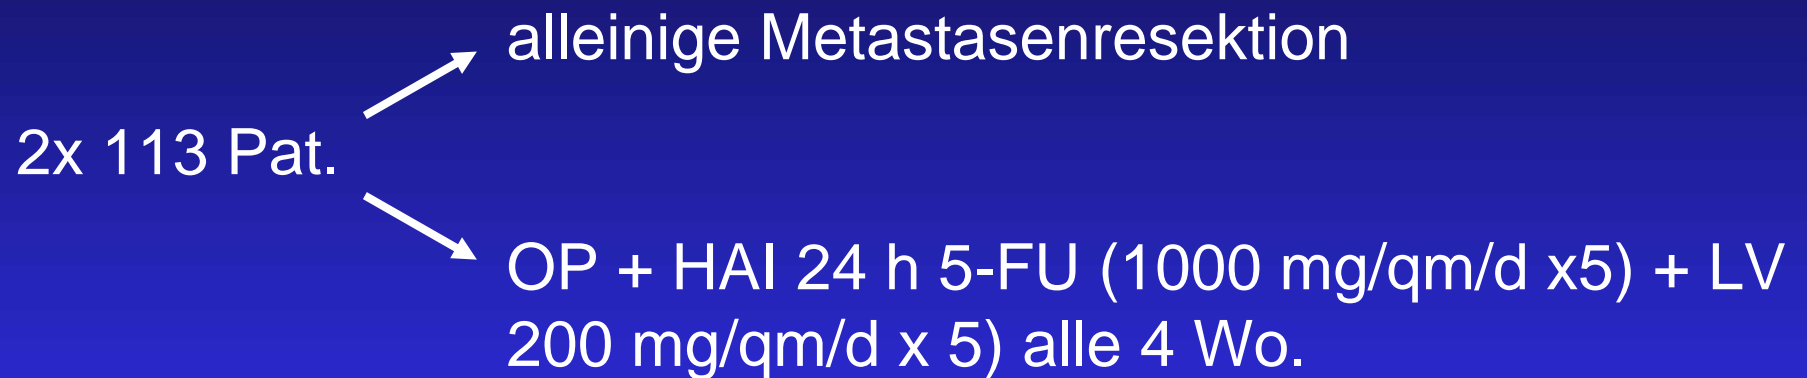 alleinige Metastasenresektion
2x 113 Pat.
OP + HAI 24 h 5-FU (1000 mg/qm/d x5) + LV
200 mg/qm/d x 5) alle 4 Wo.